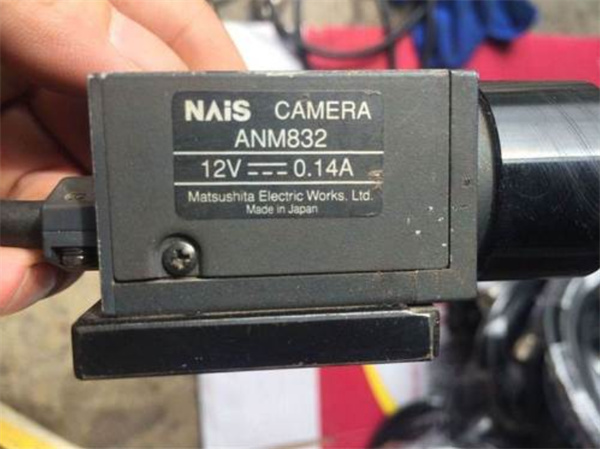 NAiS CAMERA
ANM832
12V ⎓ 0.14A
Matsushita Electric Works. Ltd.
Made in Japan